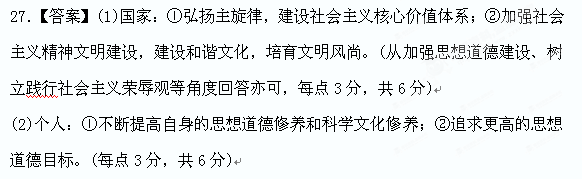 27.【答案】(1)国家：①弘扬主旋律，建设社会主义核心价值体系；②加强社会
主义精神文明建设，建设和谐文化，培育文明风尚。(从加强思想道德建设、树
立践行社会主义荣辱观等角度回答亦可，每点 3 分，共 6 分)
(2)个人：①不断提高自身的思想道德修养和科学文化修养；②追求更高的思想
道德目标。(每点 3 分，共 6 分)